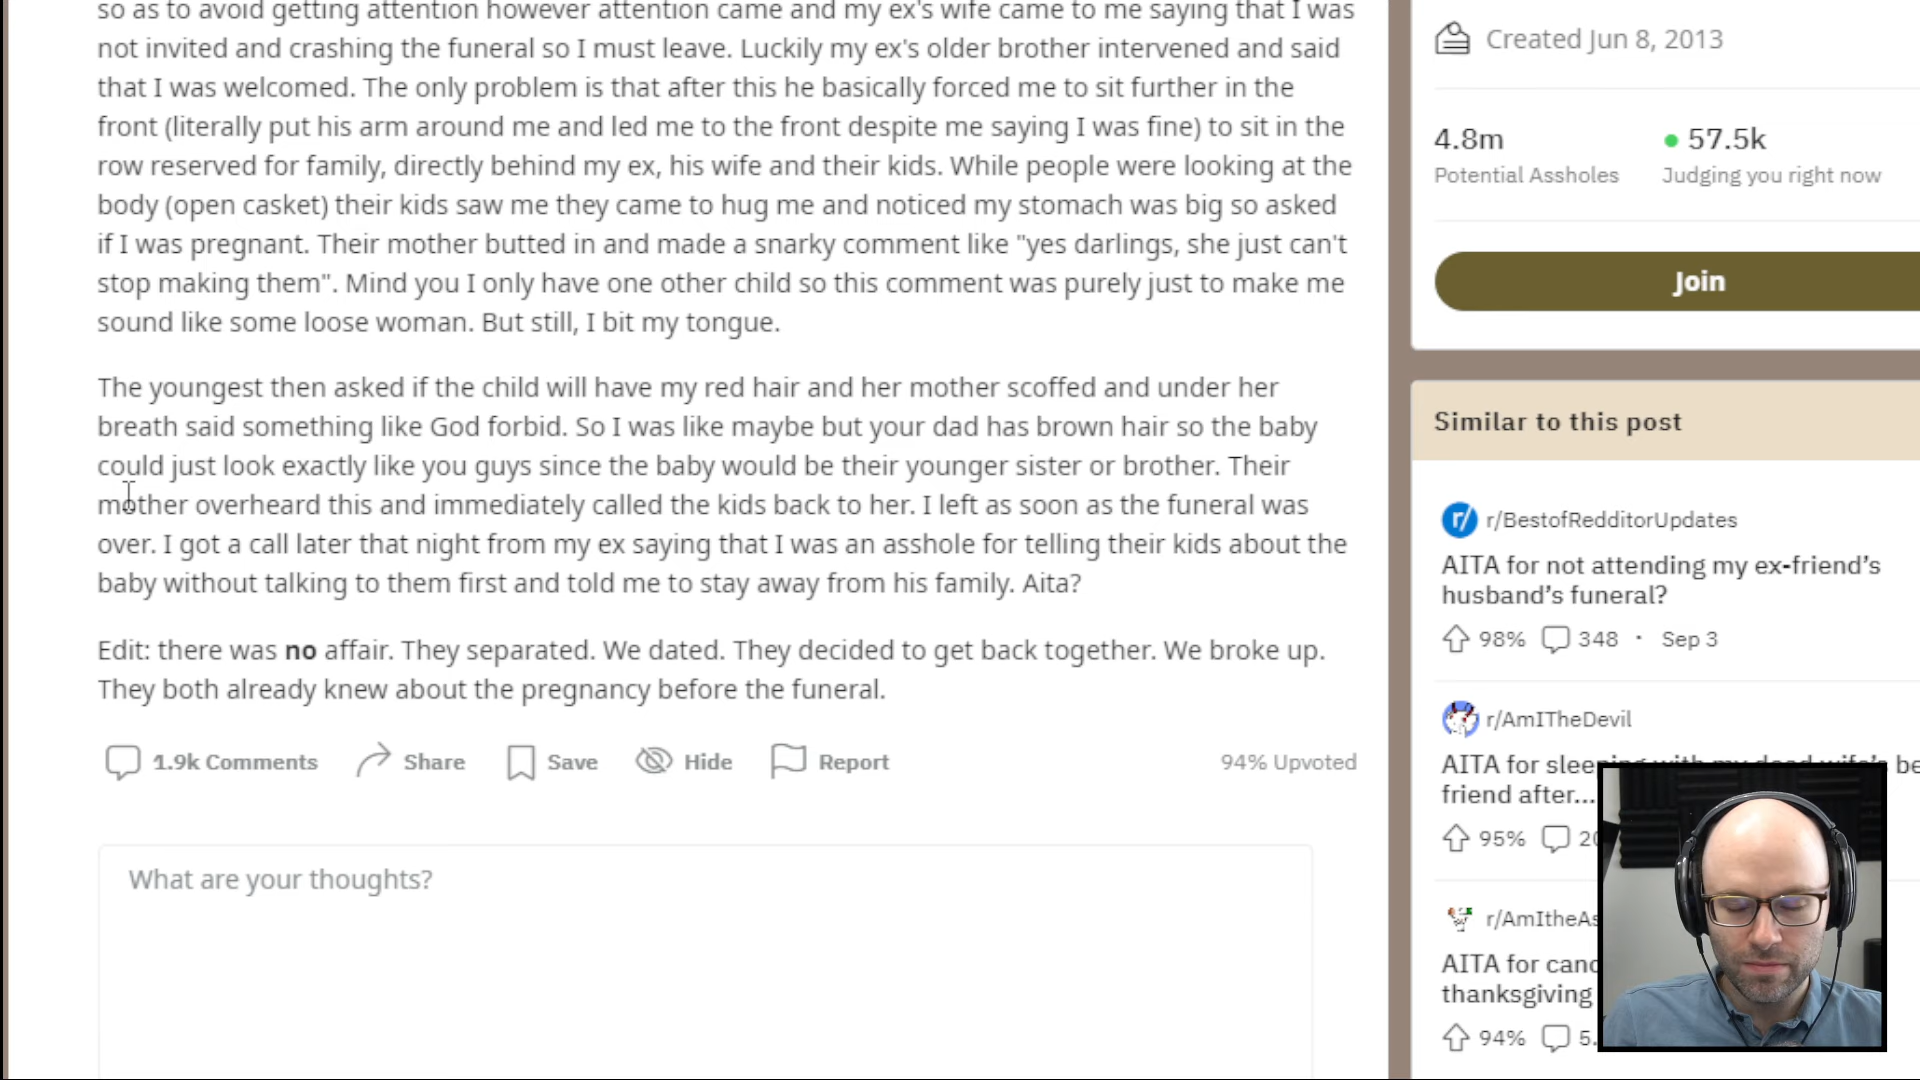 so as to avoid getting attention however attention came and my ex's wife came to me saying that I was
not invited and crashing the funeral so I must leave. Luckily my ex's older brother intervened and said
that I was welcomed. The only problem is that after this he basically forced me to sit further in the
front (literally put his arm around me and led me to the front despite me saying I was fine) to sit in the
row reserved for family, directly behind my ex, his wife and their kids. While people were looking at the
body (open casket) their kids saw me they came to hug me and noticed my stomach was big so asked
if I was pregnant. Their mother butted in and made a snarky comment like "yes darlings, she just can't
stop making them". Mind you I only have one other child so this comment was purely just to make me
sound like some loose woman. But still, I bit my tongue.
The youngest then asked if the child will have my red hair and her mother scoffed and under her
breath said something like God forbid. So I was like maybe but your dad has brown hair so the baby
could just look exactly like you guys since the baby would be their younger sister or brother. Their
mother overheard this and immediately called the kids back to her. I left as soon as the funeral was
over. I got a call later that night from my ex saying that I was an asshole for telling their kids about the
baby without talking to them first and told me to stay away from his family. Aita?
Edit: there was no affair. They separated. We dated. They decided to get back together. We broke up.
They both already knew about the pregnancy before the funeral.
1.9k Comments Share Save Hide Report 94% Upvoted
What are your thoughts?
Created Jun 8, 2013
4.8m 57.5k
Potential Assholes Judging you right now
Join
Similar to this post
r/ r/BestofRedditorUpdates
AITA for not attending my ex-friend's
husband's funeral?
98% 348 · Sep 3
r/AmITheDevil
AITA for sleeping with my dead wife's be
friend after...
95% 20
r/AmItheAs
AITA for canc
thanksgiving
94% 5.